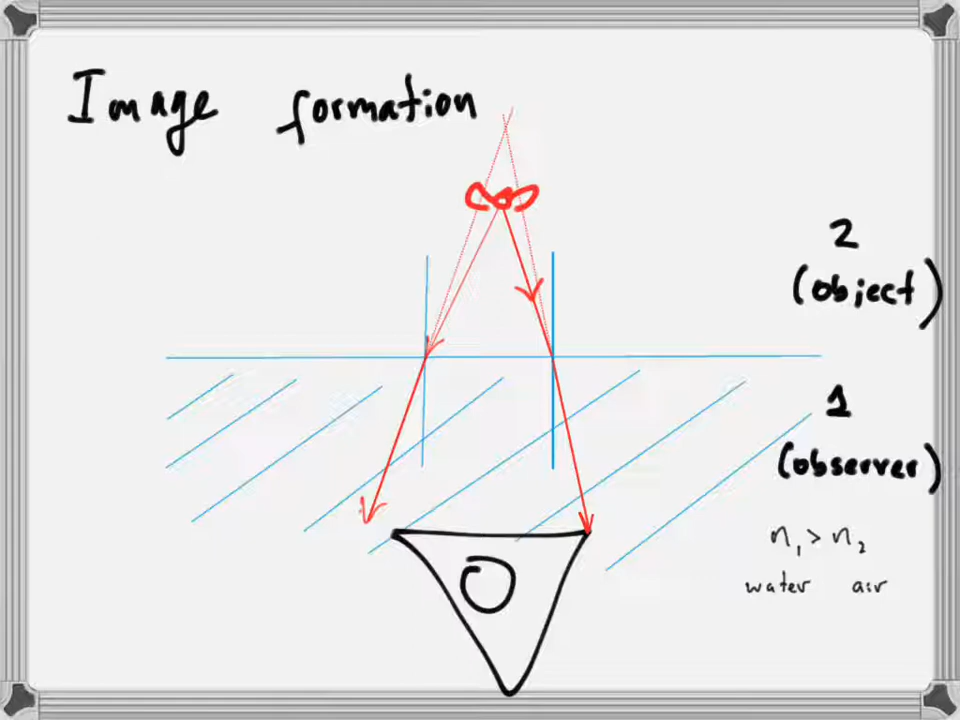 Image formation
2
(object)
1
(observer)
n₁ > n₂
water air